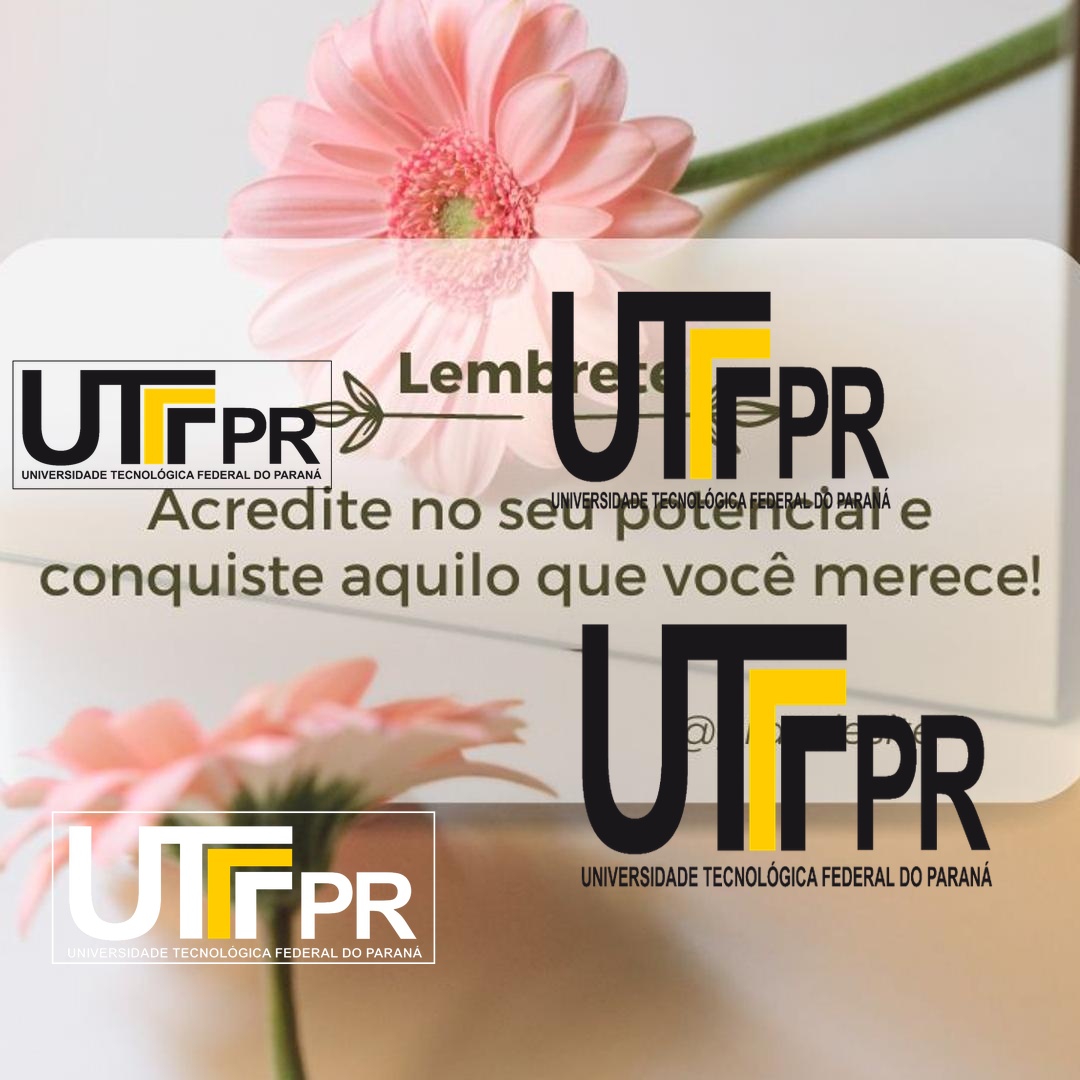 Lembrete
UTFPR
UNIVERSIDADE TECNOLÓGICA FEDERAL DO PARANÁ
UTFPR
UNIVERSIDADE TECNOLÓGICA FEDERAL DO PARANÁ
Acredite no seu potencial e
conquiste aquilo que você merece!
UTFPR
UNIVERSIDADE TECNOLÓGICA FEDERAL DO PARANÁ
UTFPR
UNIVERSIDADE TECNOLÓGICA FEDERAL DO PARANÁ